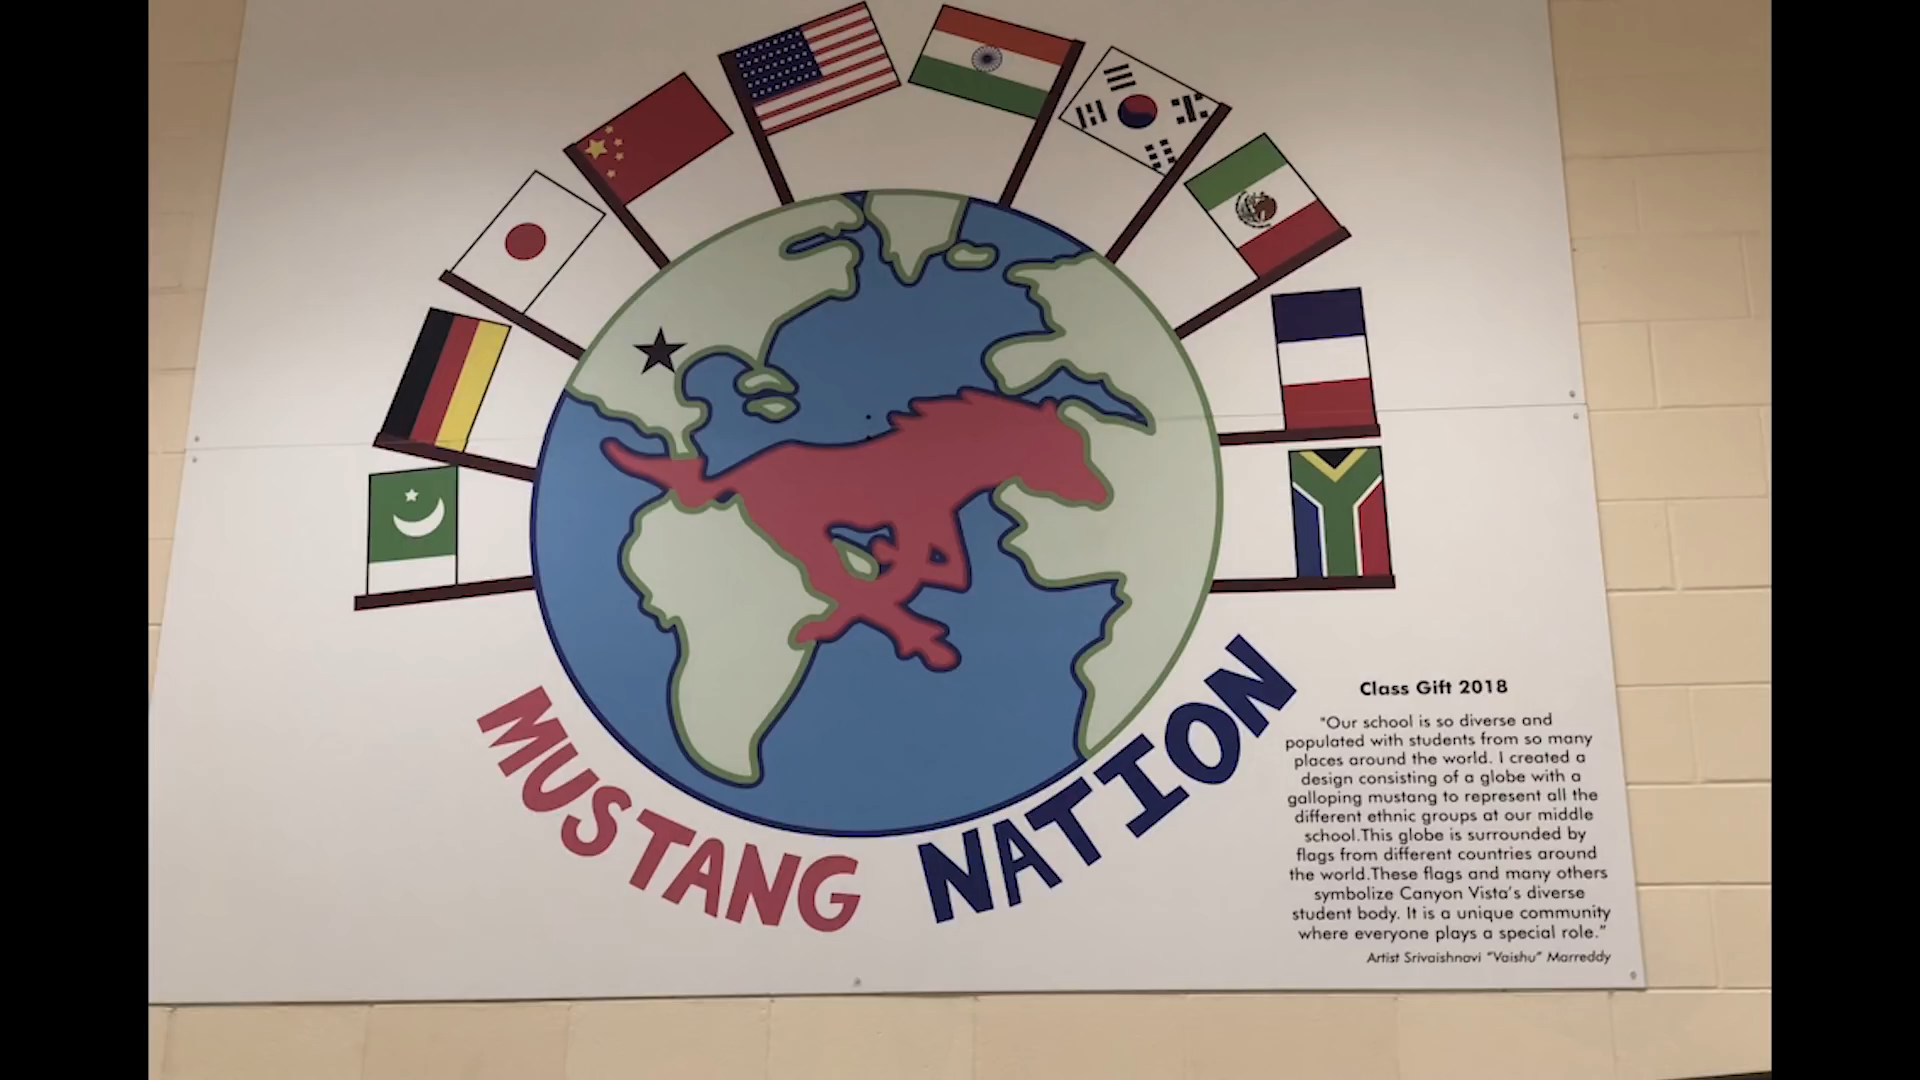 MUSTANG NATION
Class Gift 2018
"Our school is so diverse and
populated with students from so many
places around the world. I created a
design consisting of a globe with a
galloping mustang to represent all the
different ethnic groups at our middle
school.This globe is surrounded by
flags from different countries around
the world.These flags and many others
symbolize Canyon Vista's diverse
student body. It is a unique community
where everyone plays a special role."
Artist Srivaishnavi "Vaishu" Marreddy